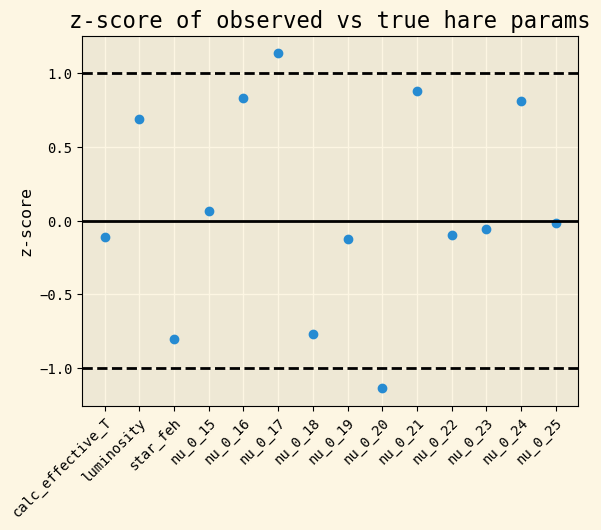 z-score of observed vs true hare params
z-score
1.0
0.5
0.0
−0.5
−1.0
calc_effective_T
luminosity
star_feh
nu_0_15
nu_0_16
nu_0_17
nu_0_18
nu_0_19
nu_0_20
nu_0_21
nu_0_22
nu_0_23
nu_0_24
nu_0_25